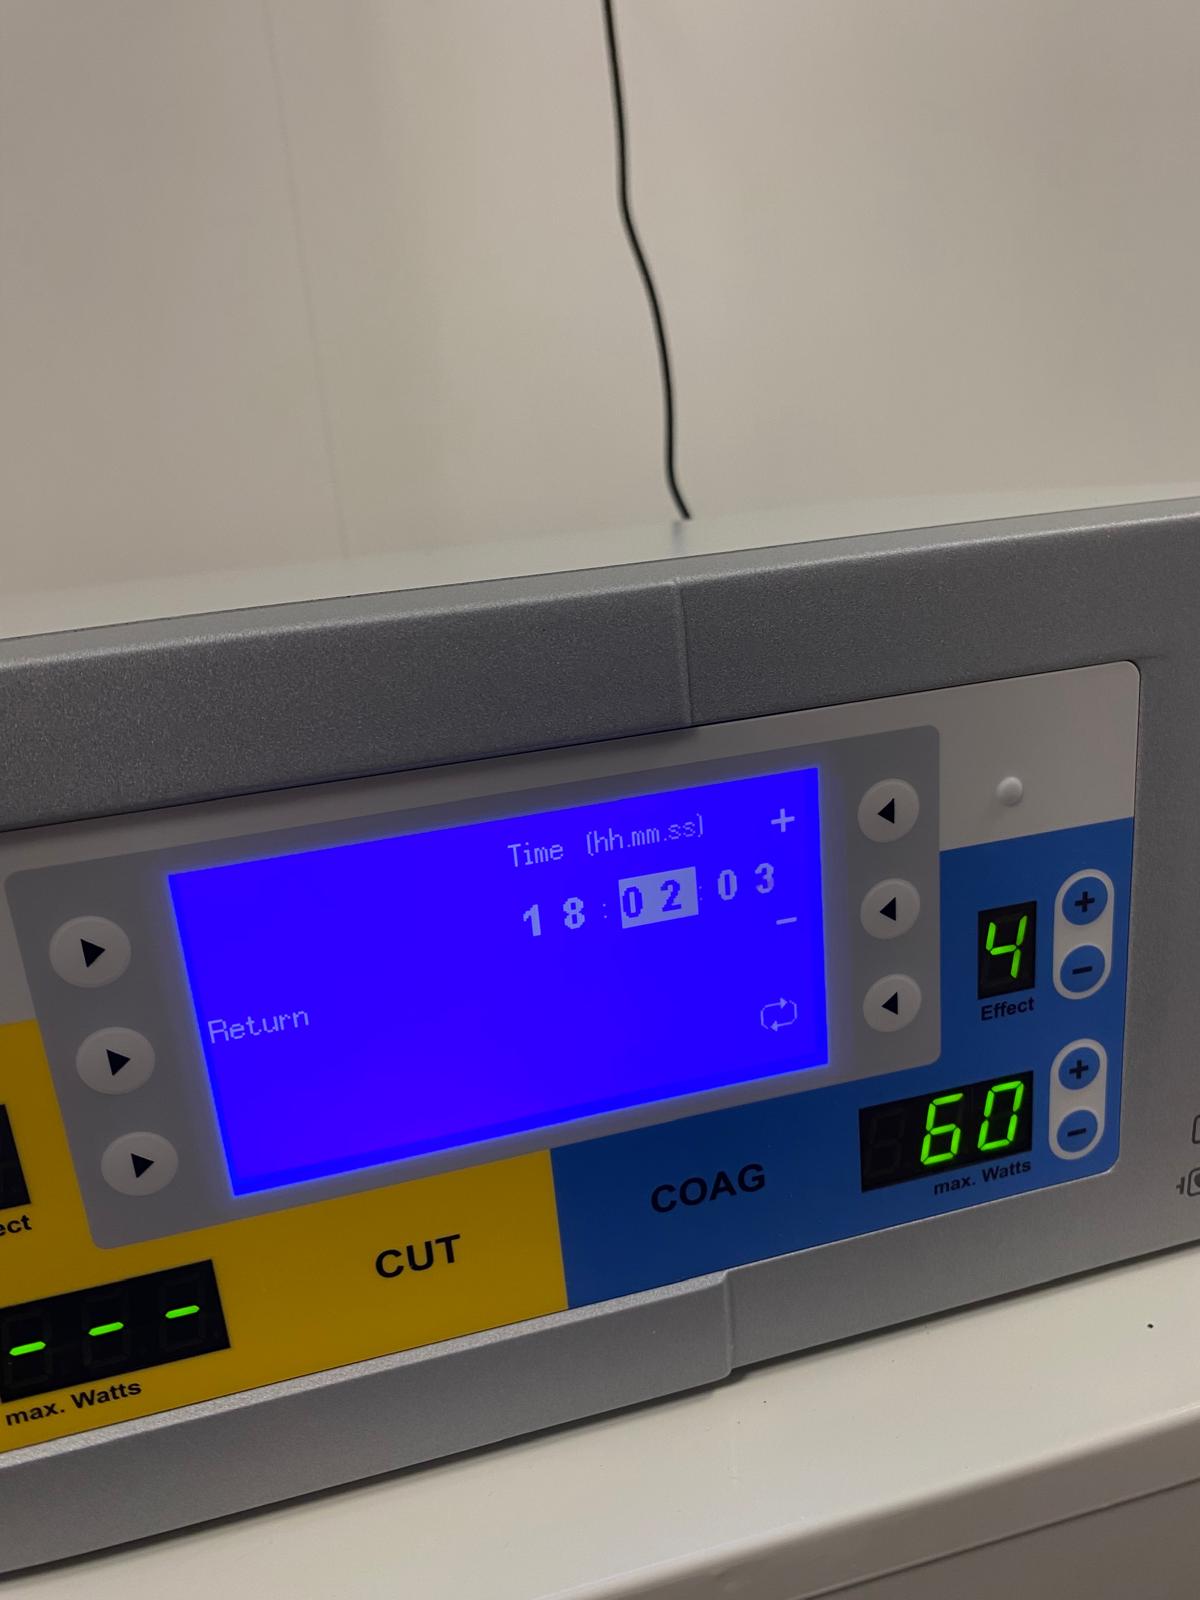 Time (hh.mm.ss) +
18:02:03
−
Return
4
Effect
+
−
60
max. Watts
+
−
COAG
CUT
ect
- - -
max. Watts